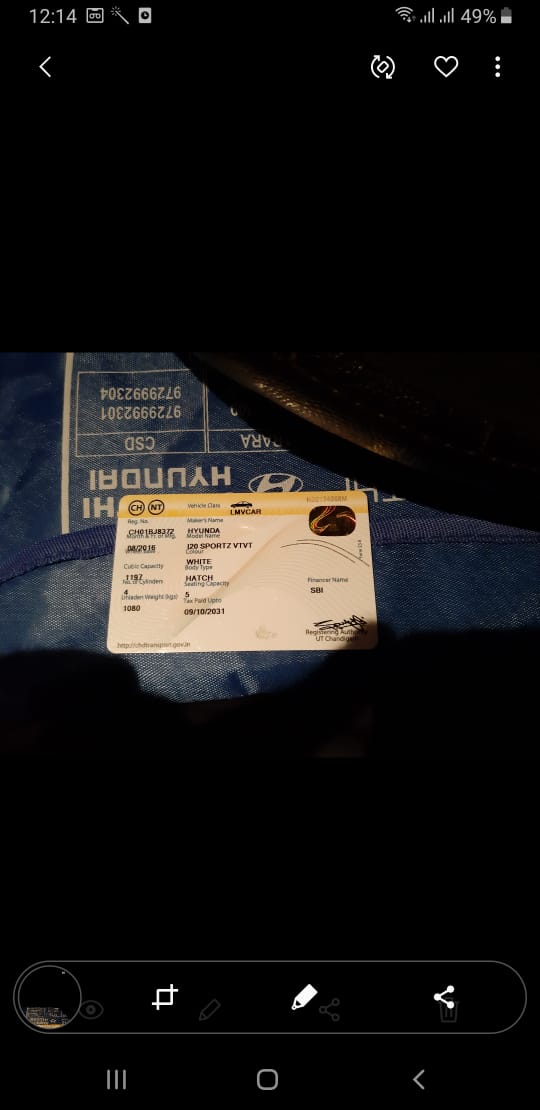 12:14
49%
9729992304
9729992301
CSD
HYUNDAI
CH NT
Vehicle Class
LMVCAR
Reg. No.
CH01BJ8372
Maker's Name
HYUNDA
Month & Yr. of Mfg.
08/2016
Model Name
I20 SPORTZ VTVT
Colour
WHITE
Cubic Capacity
1197
Body Type
HATCH
No. of Cylinders
4
Seating Capacity
5
Unladen Weight (kgs)
1080
Tax Paid Upto
09/10/2031
Financer Name
SBI
Registering Authority
UT Chandigarh
http://chdtransport.gov.in